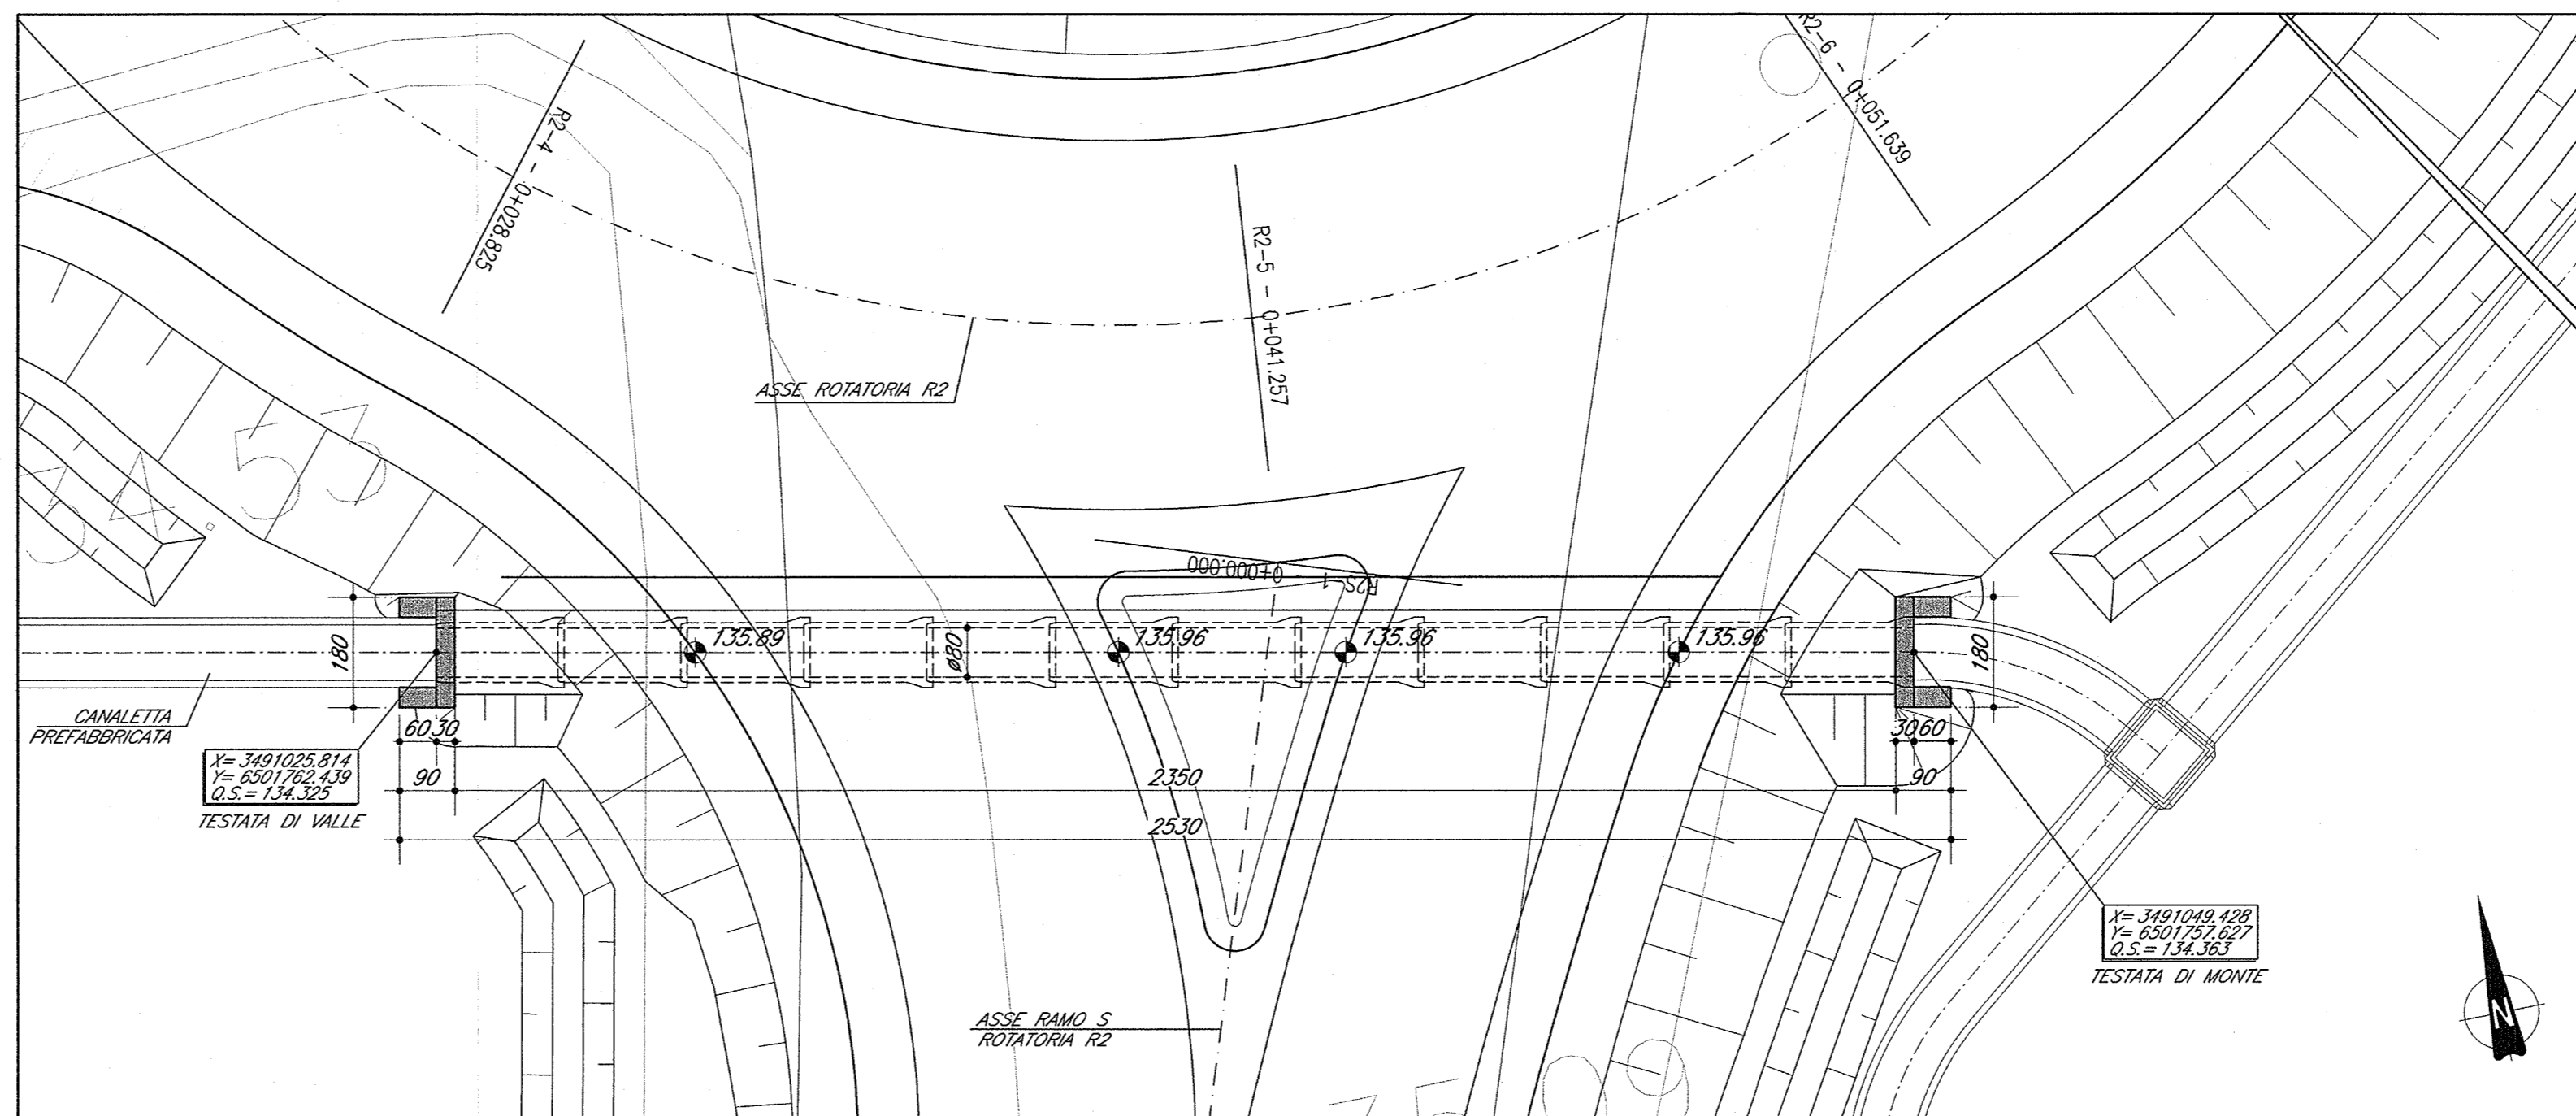 R2-4 - 0+028.825
R2-6 - 0+051.639
R2-5 - 0+041.257
ASSE ROTATORIA R2
34.53
R2S-1
0+000.000
135.89
135.96
135.96
135.96
ø80
180
180
CANALETTA
PREFABBRICATA
60
30
90
30
60
90
2350
2530
X= 3491025.814
Y= 6501762.439
Q.S.= 134.325
TESTATA DI VALLE
X= 3491049.428
Y= 6501757.627
Q.S.= 134.363
TESTATA DI MONTE
ASSE RAMO S
ROTATORIA R2
N